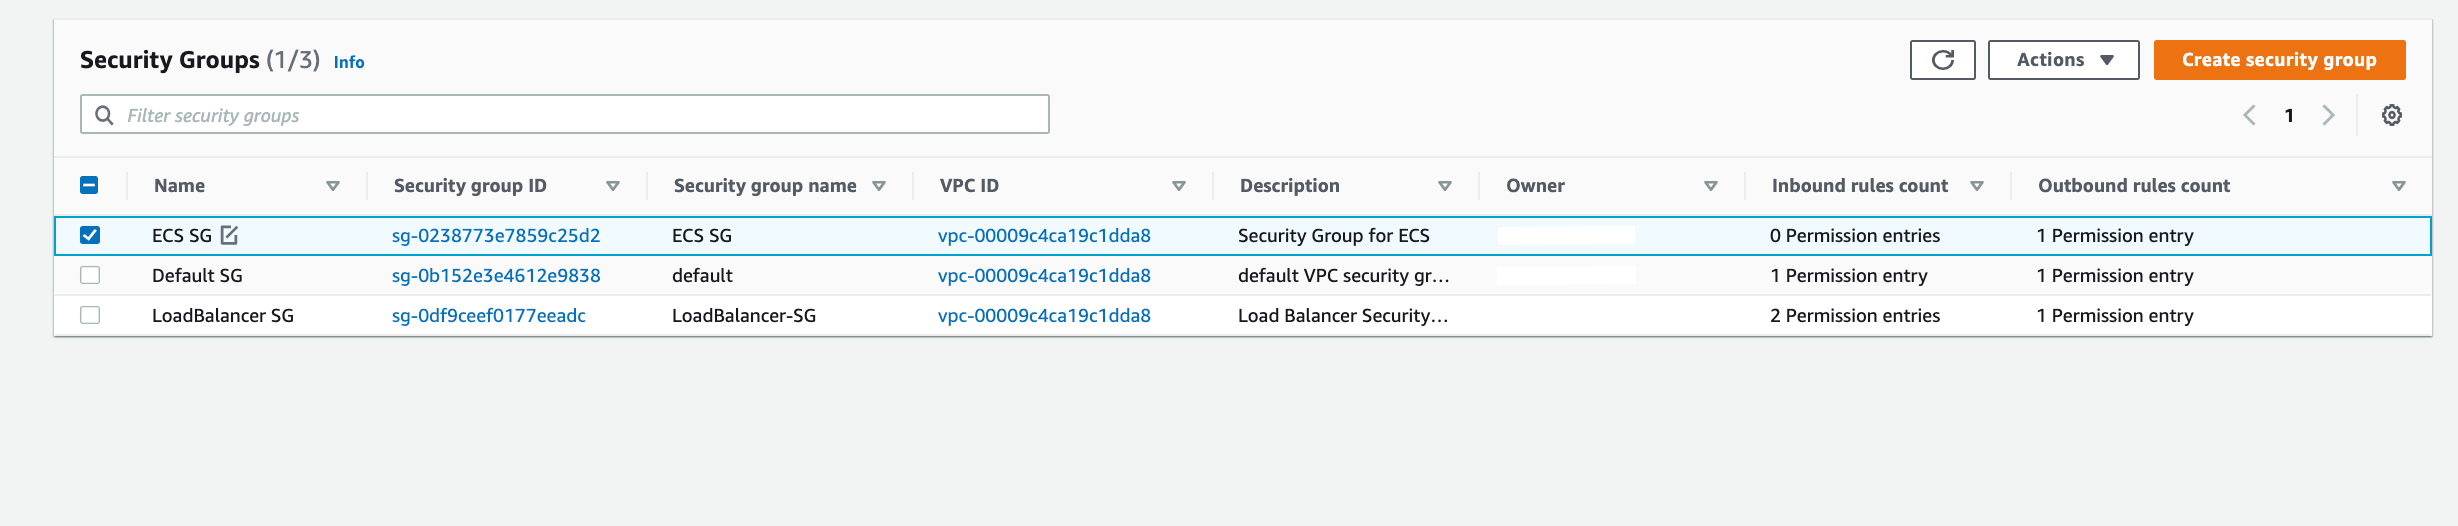 Security Groups (1/3) Info
Actions
Create security group
Filter security groups
1
Name Security group ID Security group name VPC ID Description Owner Inbound rules count Outbound rules count
ECS SG sg-0238773e7859c25d2 ECS SG vpc-00009c4ca19c1dda8 Security Group for ECS 0 Permission entries 1 Permission entry
Default SG sg-0b152e3e4612e9838 default vpc-00009c4ca19c1dda8 default VPC security gr... 1 Permission entry 1 Permission entry
LoadBalancer SG sg-0df9ceef0177eeadc LoadBalancer-SG vpc-00009c4ca19c1dda8 Load Balancer Security... 2 Permission entries 1 Permission entry